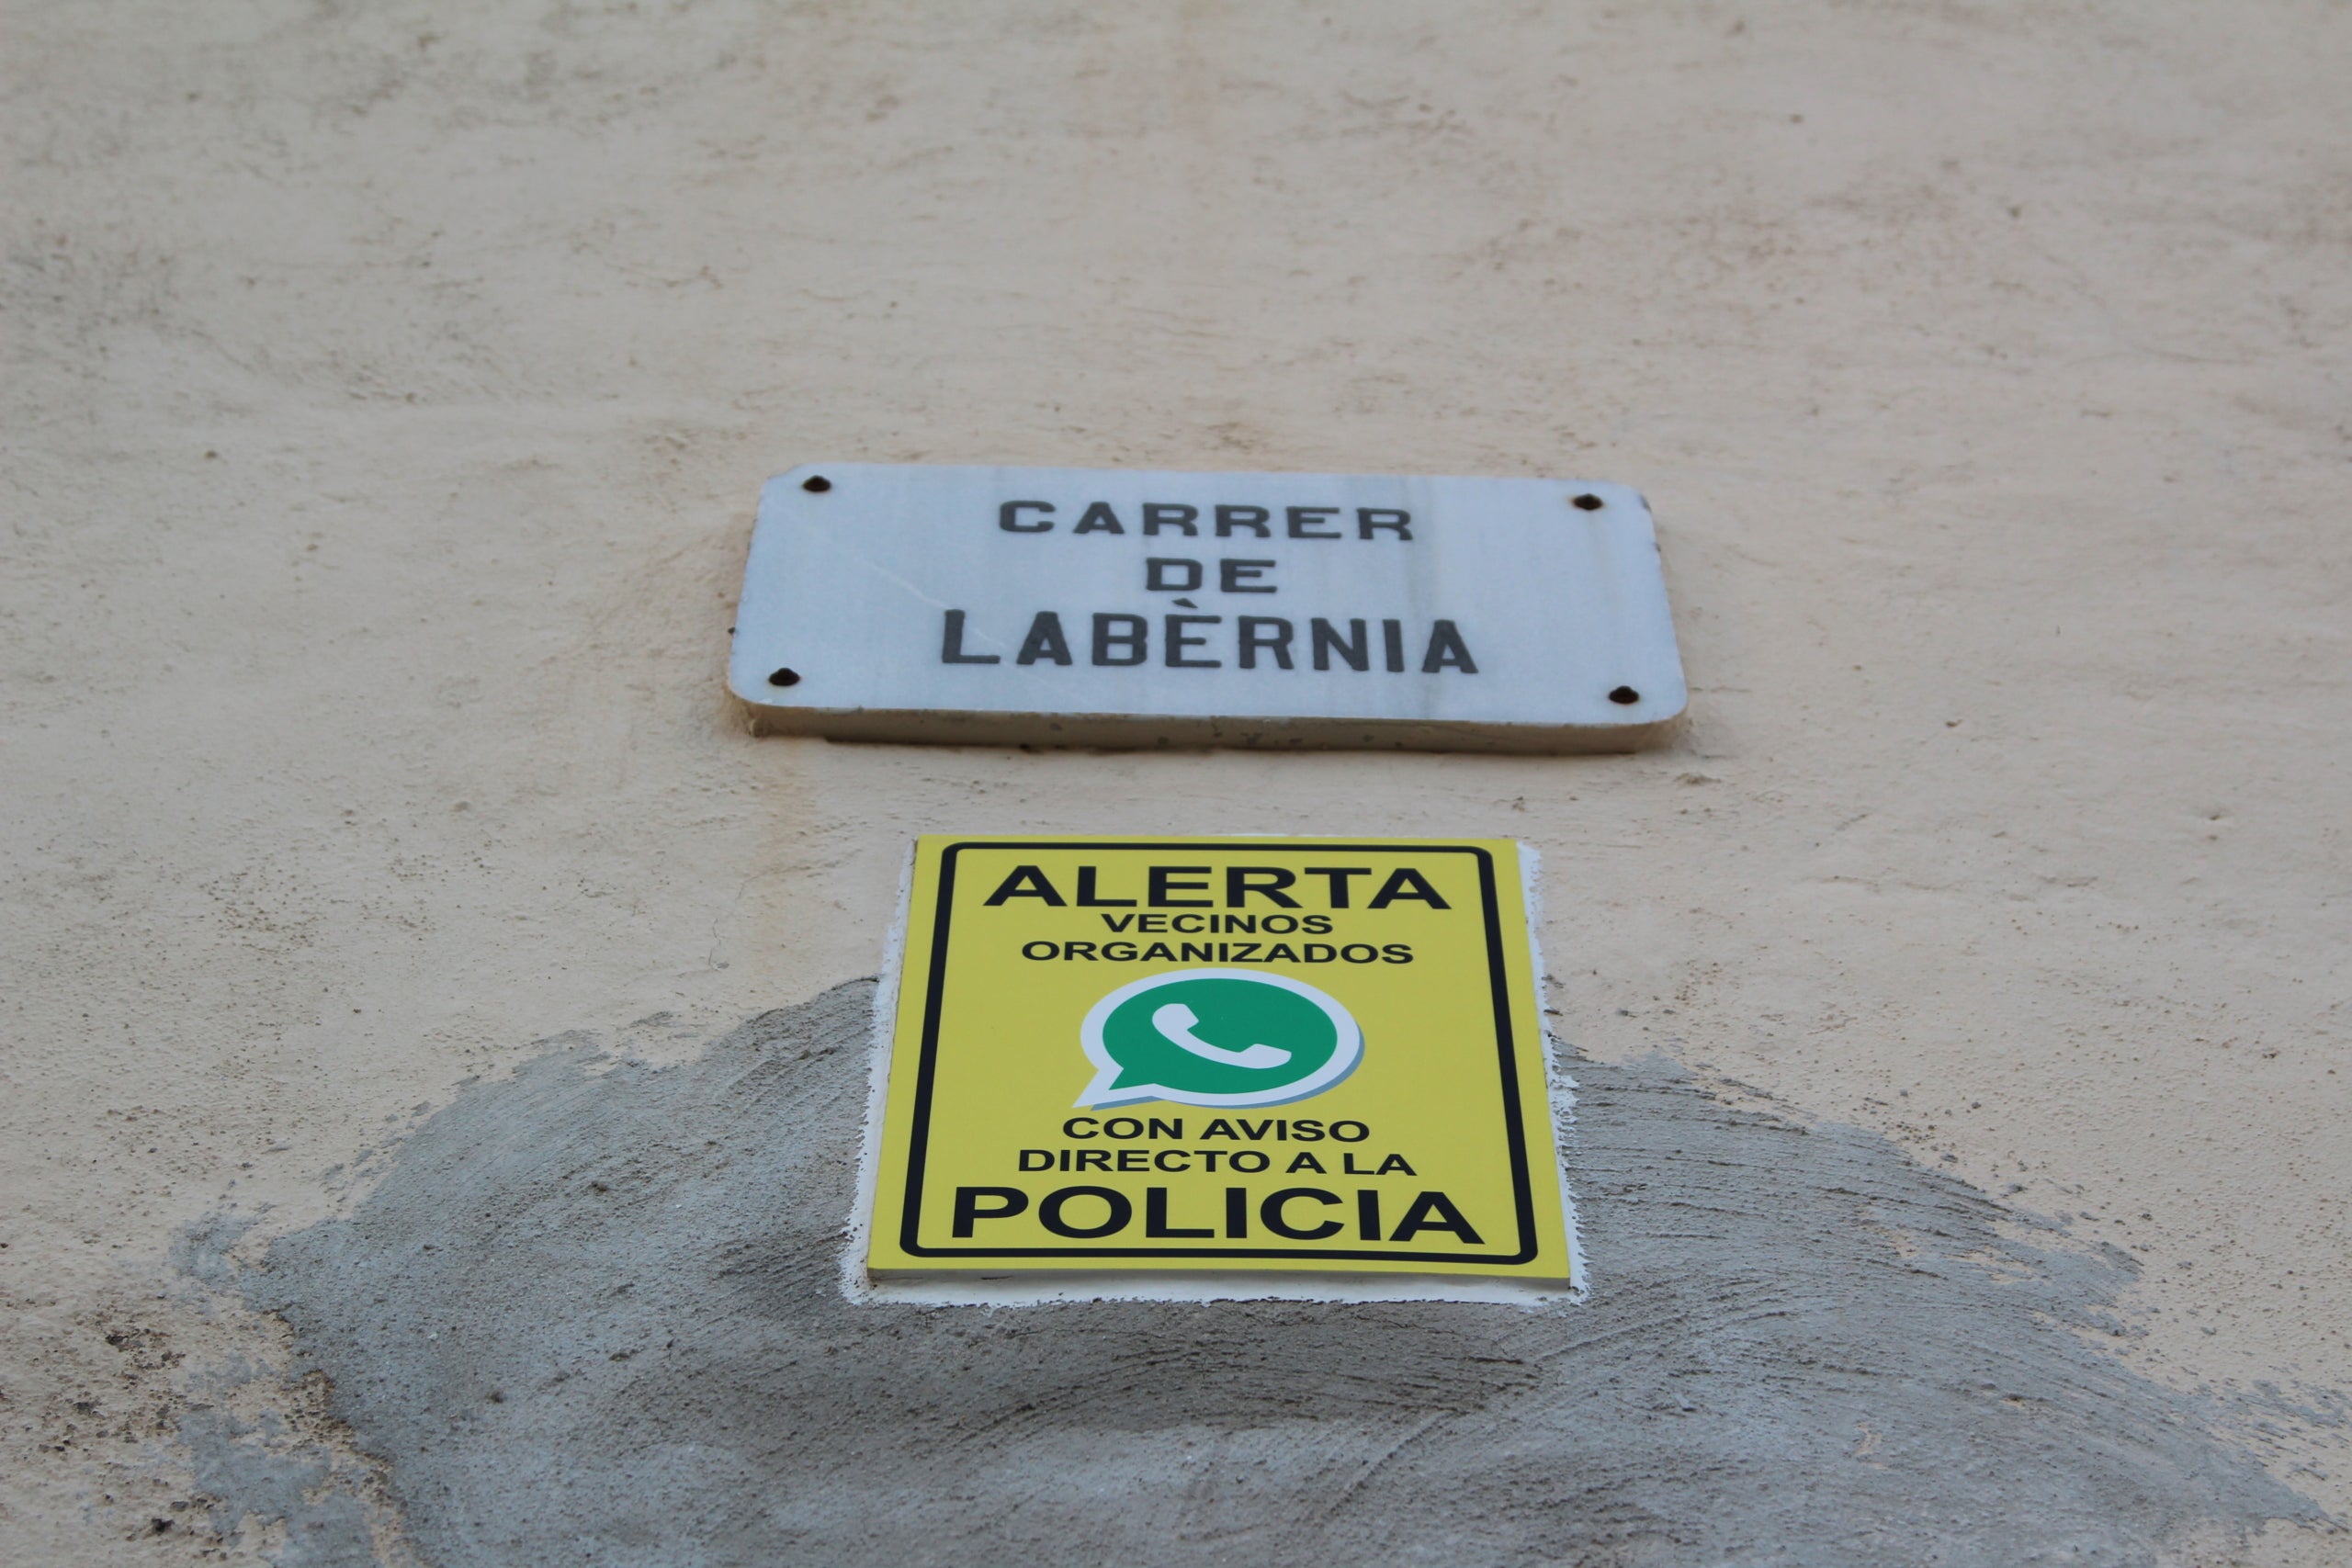 CARRER
DE
LABÈRNIA
ALERTA
VECINOS
ORGANIZADOS
CON AVISO
DIRECTO A LA
POLICIA